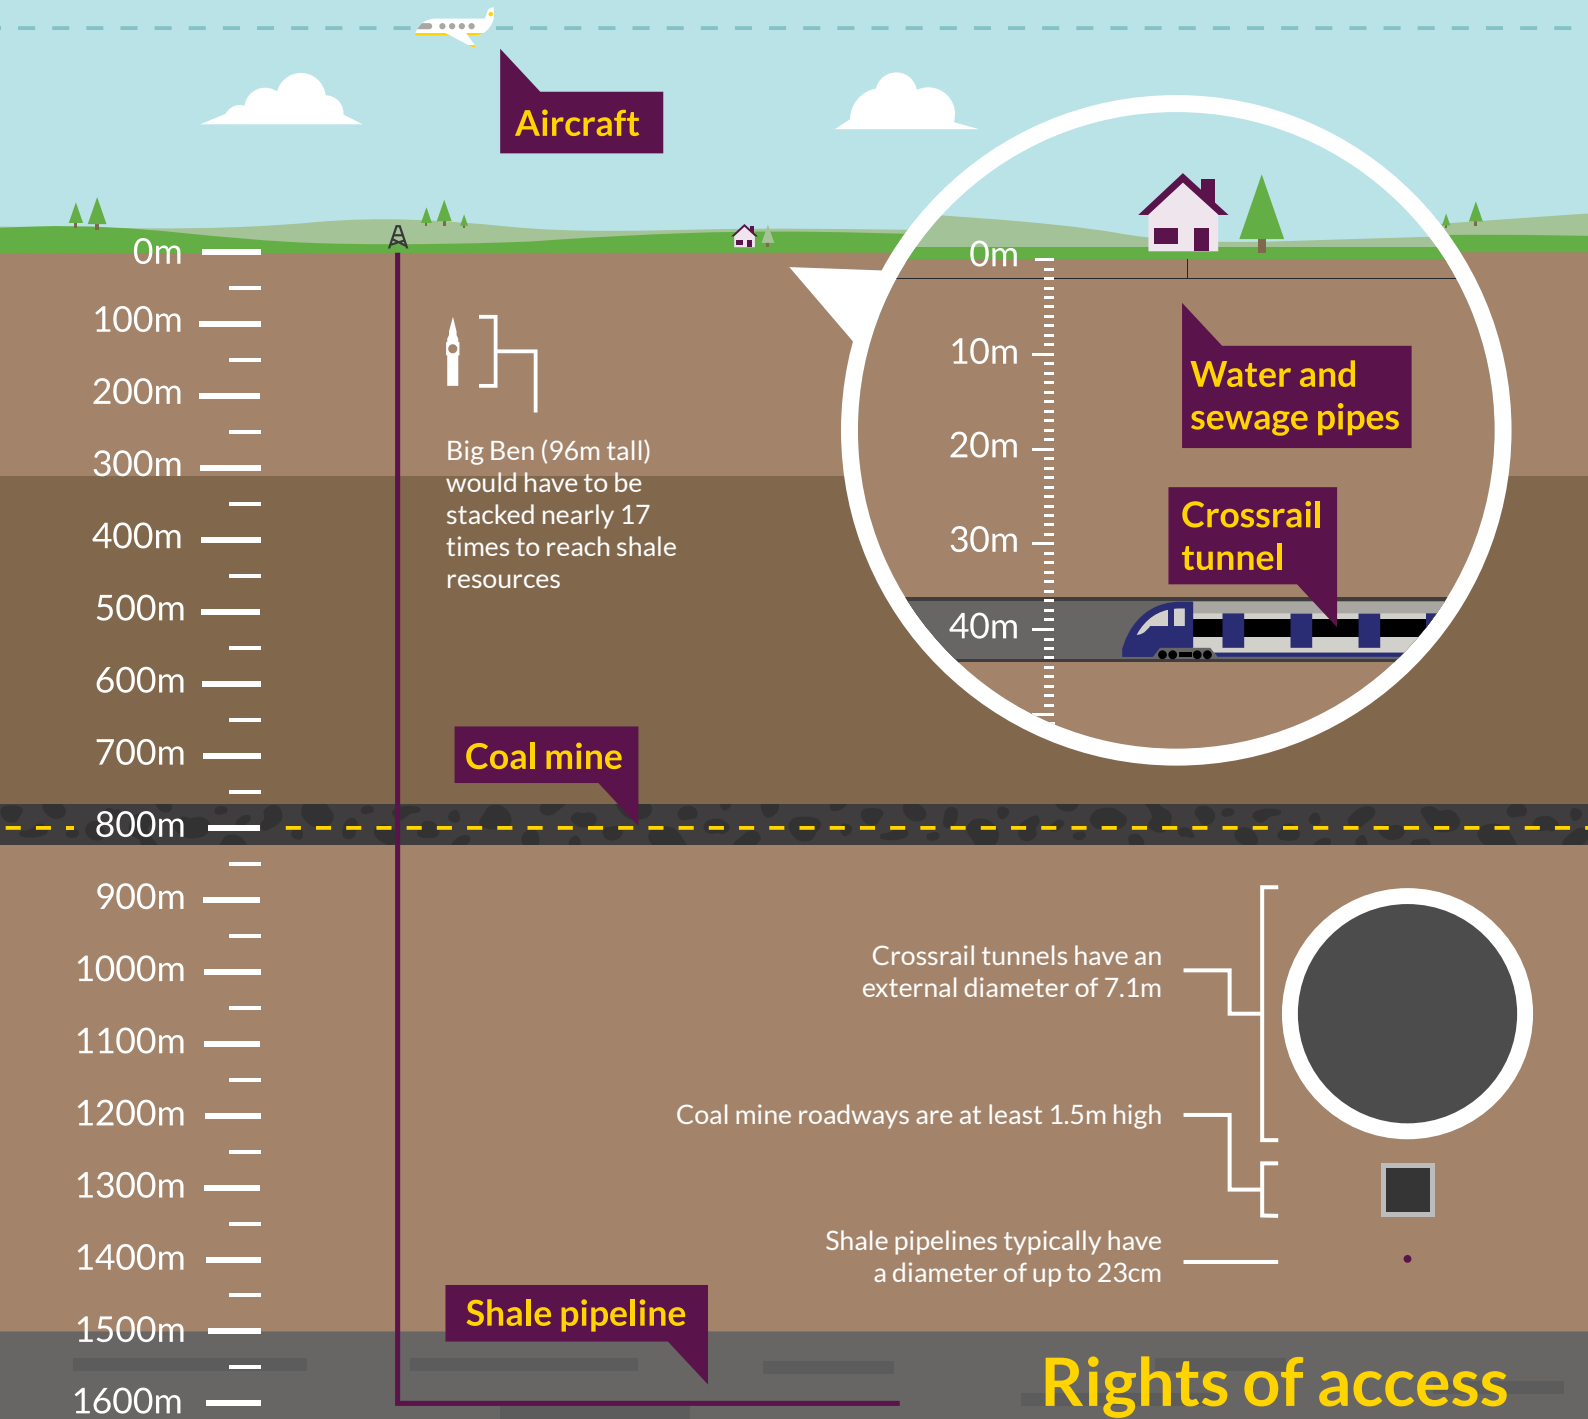 Aircraft
0m
100m
200m
300m
400m
500m
600m
700m
800m
900m
1000m
1100m
1200m
1300m
1400m
1500m
1600m
Big Ben (96m tall)
would have to be
stacked nearly 17
times to reach shale
resources
0m
10m
20m
30m
40m
Water and
sewage pipes
Crossrail
tunnel
Coal mine
Crossrail tunnels have an
external diameter of 7.1m
Coal mine roadways are at least 1.5m high
Shale pipelines typically have
a diameter of up to 23cm
Shale pipeline
Rights of access